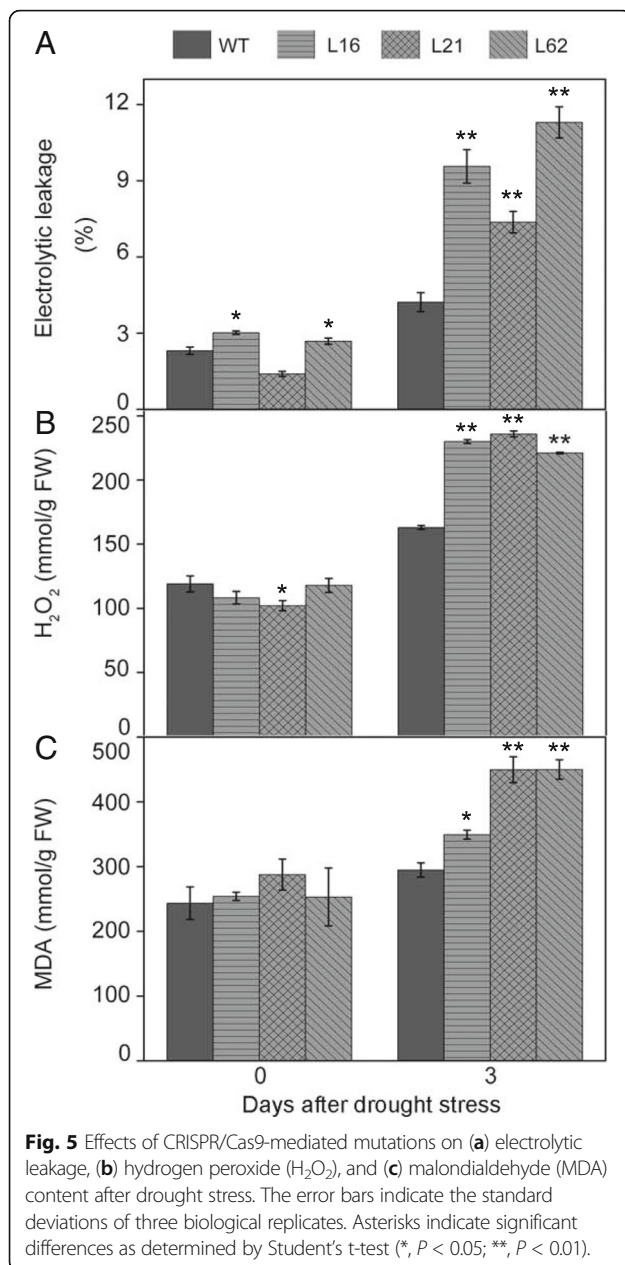 A
WT L16 L21 L62
Electrolytic leakage
(%)
12
9
6
3
0
* * ** ** **
B
H₂O₂ (mmol/g FW)
250
200
150
100
50
0
* ** ** **
C
MDA (mmol/g FW)
500
400
300
200
100
0
* ** **
0 3
Days after drought stress
Fig. 5 Effects of CRISPR/Cas9-mediated mutations on (a) electrolytic
leakage, (b) hydrogen peroxide (H₂O₂), and (c) malondialdehyde (MDA)
content after drought stress. The error bars indicate the standard
deviations of three biological replicates. Asterisks indicate significant
differences as determined by Student's t-test (*, P < 0.05; **, P < 0.01).